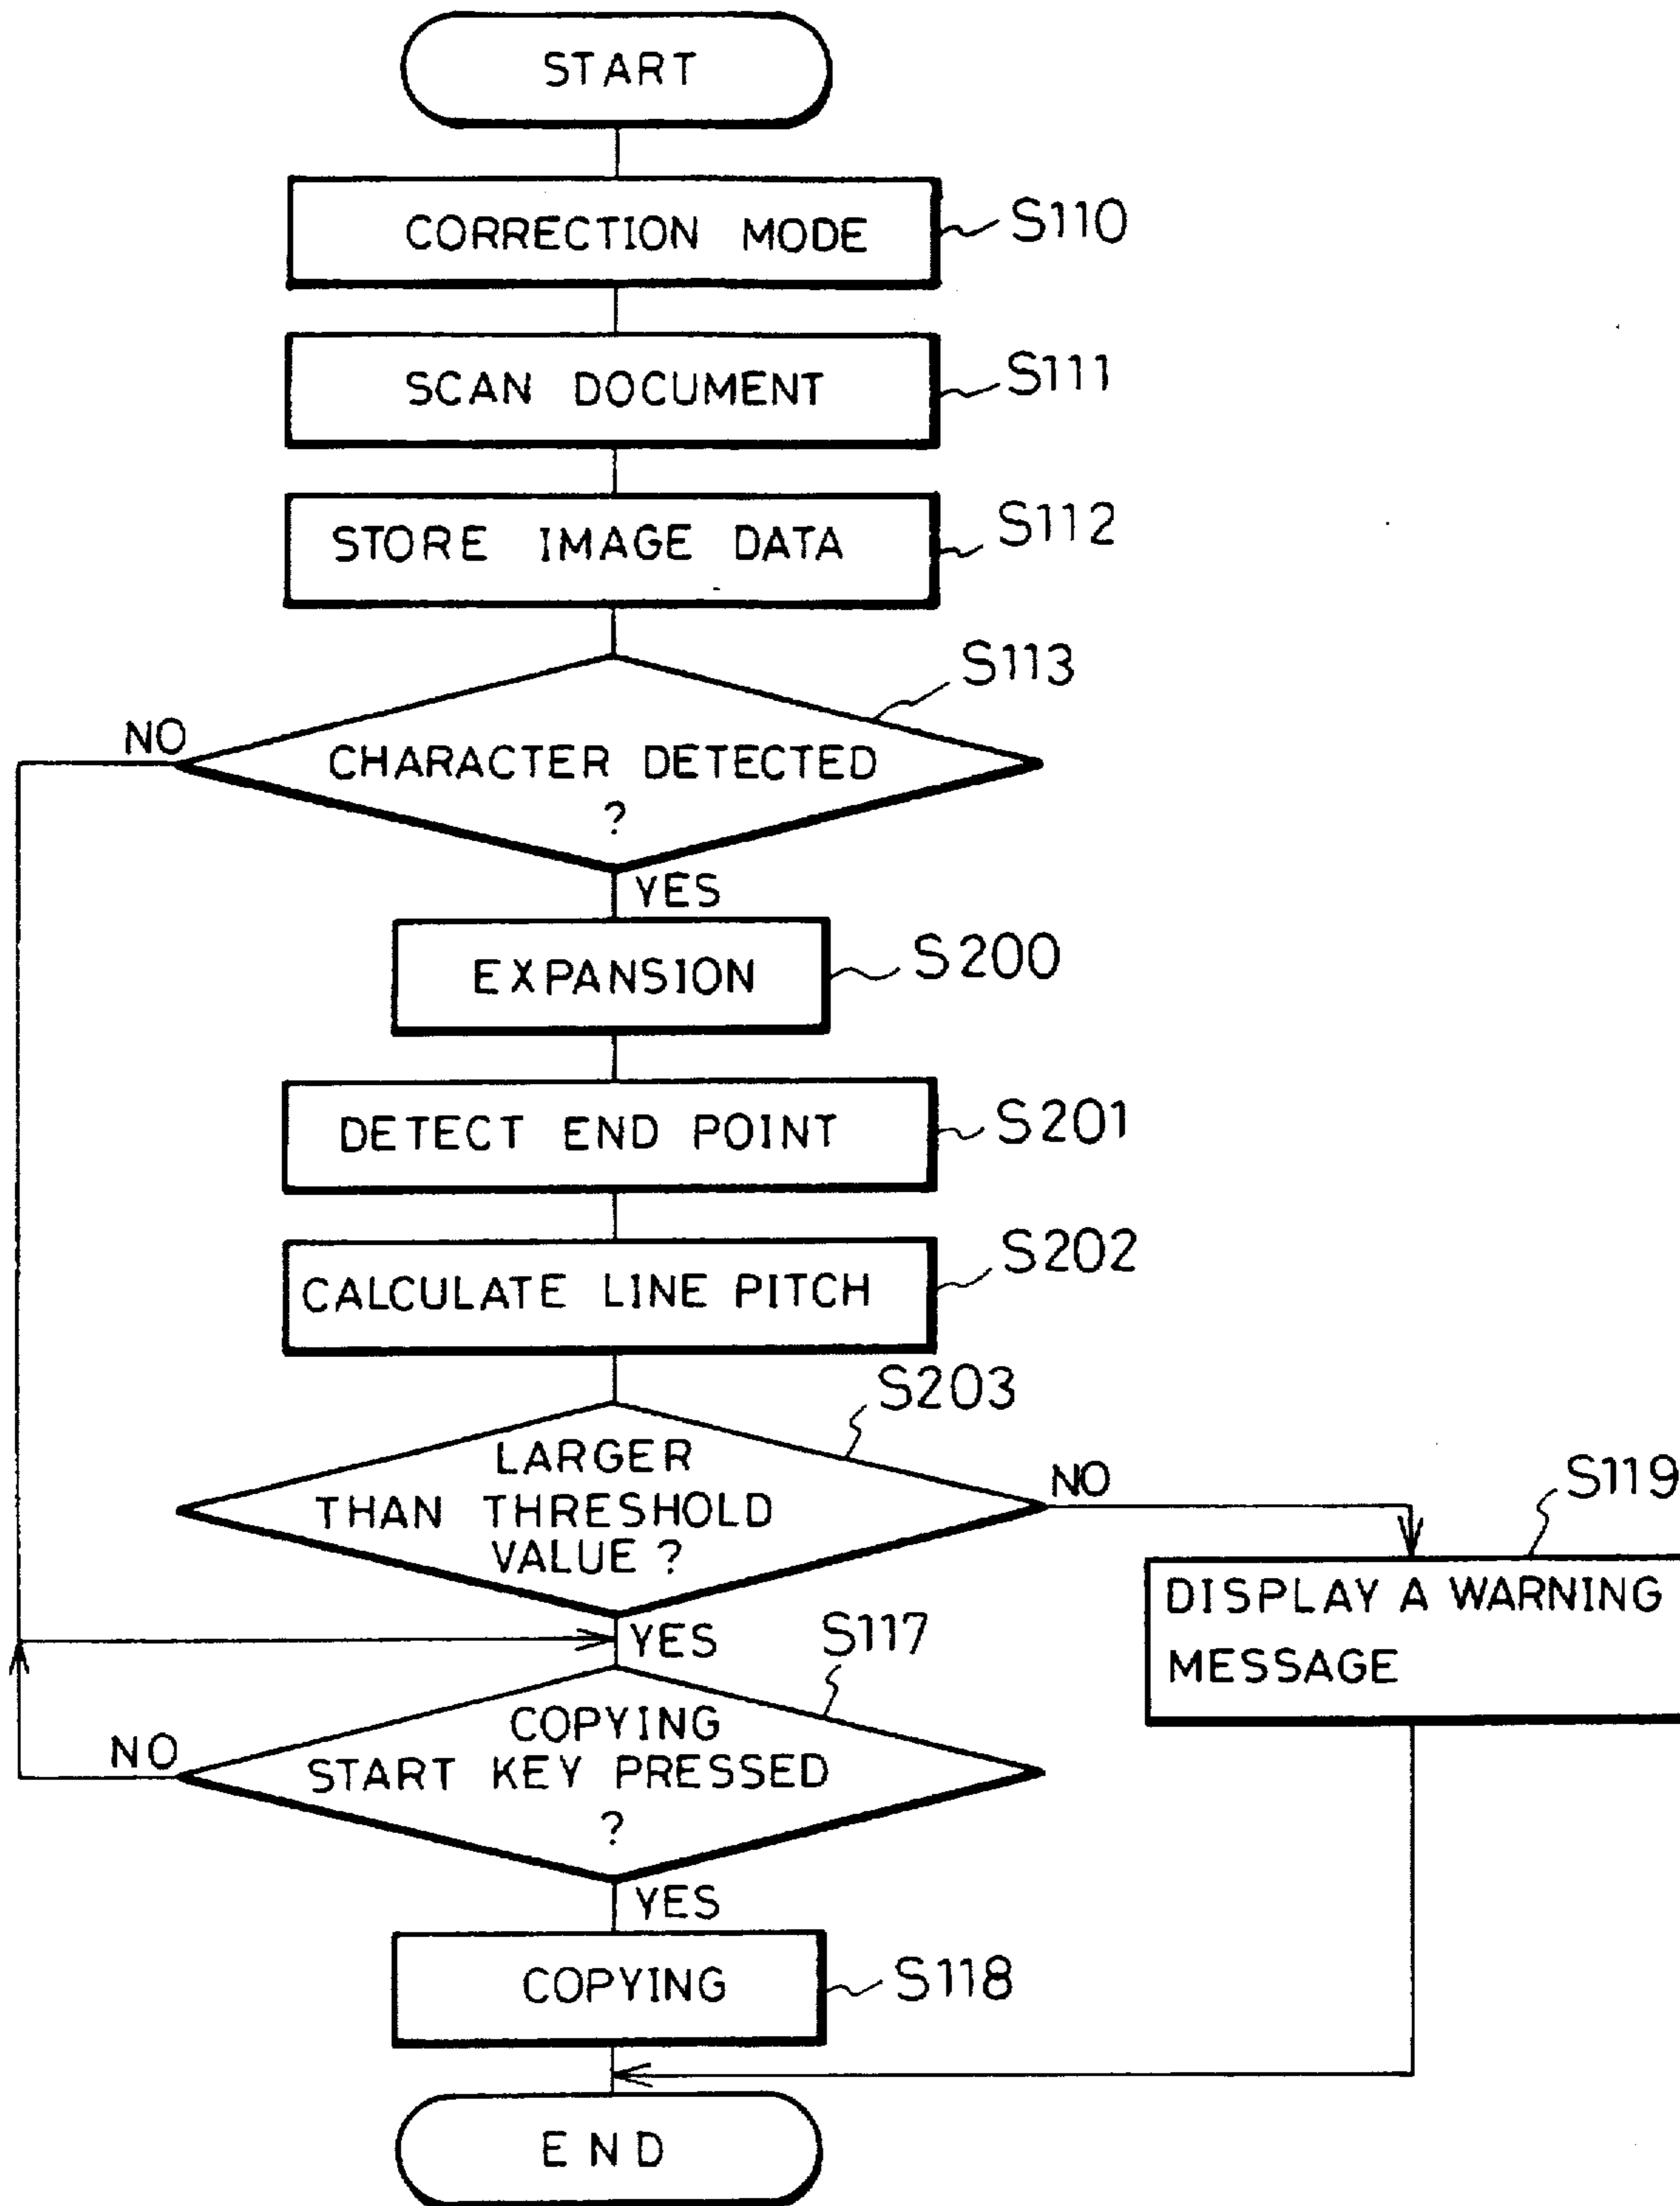 START
CORRECTION MODE
S110
SCAN DOCUMENT
S111
STORE IMAGE DATA
S112
S113
NO
CHARACTER DETECTED
?
YES
EXPANSION
S200
DETECT END POINT
S201
CALCULATE LINE PITCH
S202
S203
LARGER
THAN THRESHOLD
VALUE ?
NO
S119
DISPLAY A WARNING
MESSAGE
YES
S117
COPYING
START KEY PRESSED
?
NO
YES
COPYING
S118
END